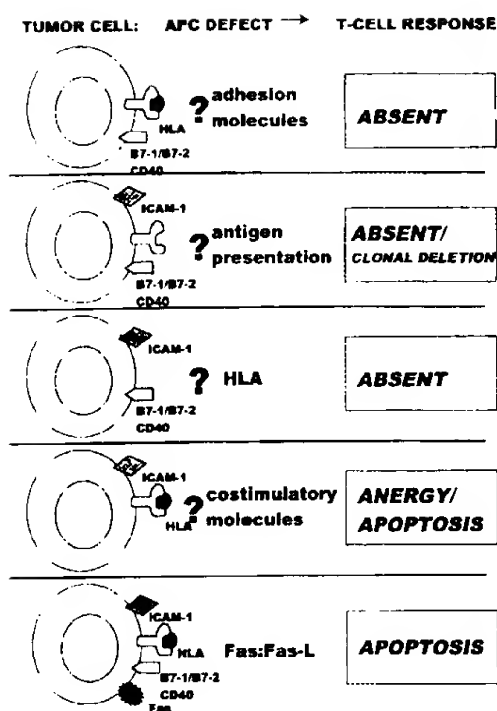 TUMOR CELL: APC DEFECT → T-CELL RESPONSE
? adhesion molecules
HLA
B7-1/B7-2
CD40
ABSENT
ICAM-1
? antigen presentation
B7-1/B7-2
CD40
ABSENT/
CLONAL DELETION
ICAM-1
? HLA
B7-1/B7-2
CD40
ABSENT
ICAM-1
HLA
? costimulatory molecules
ANERGY/
APOPTOSIS
ICAM-1
HLA
Fas:Fas-L
B7-1/B7-2
CD40
Fas
APOPTOSIS